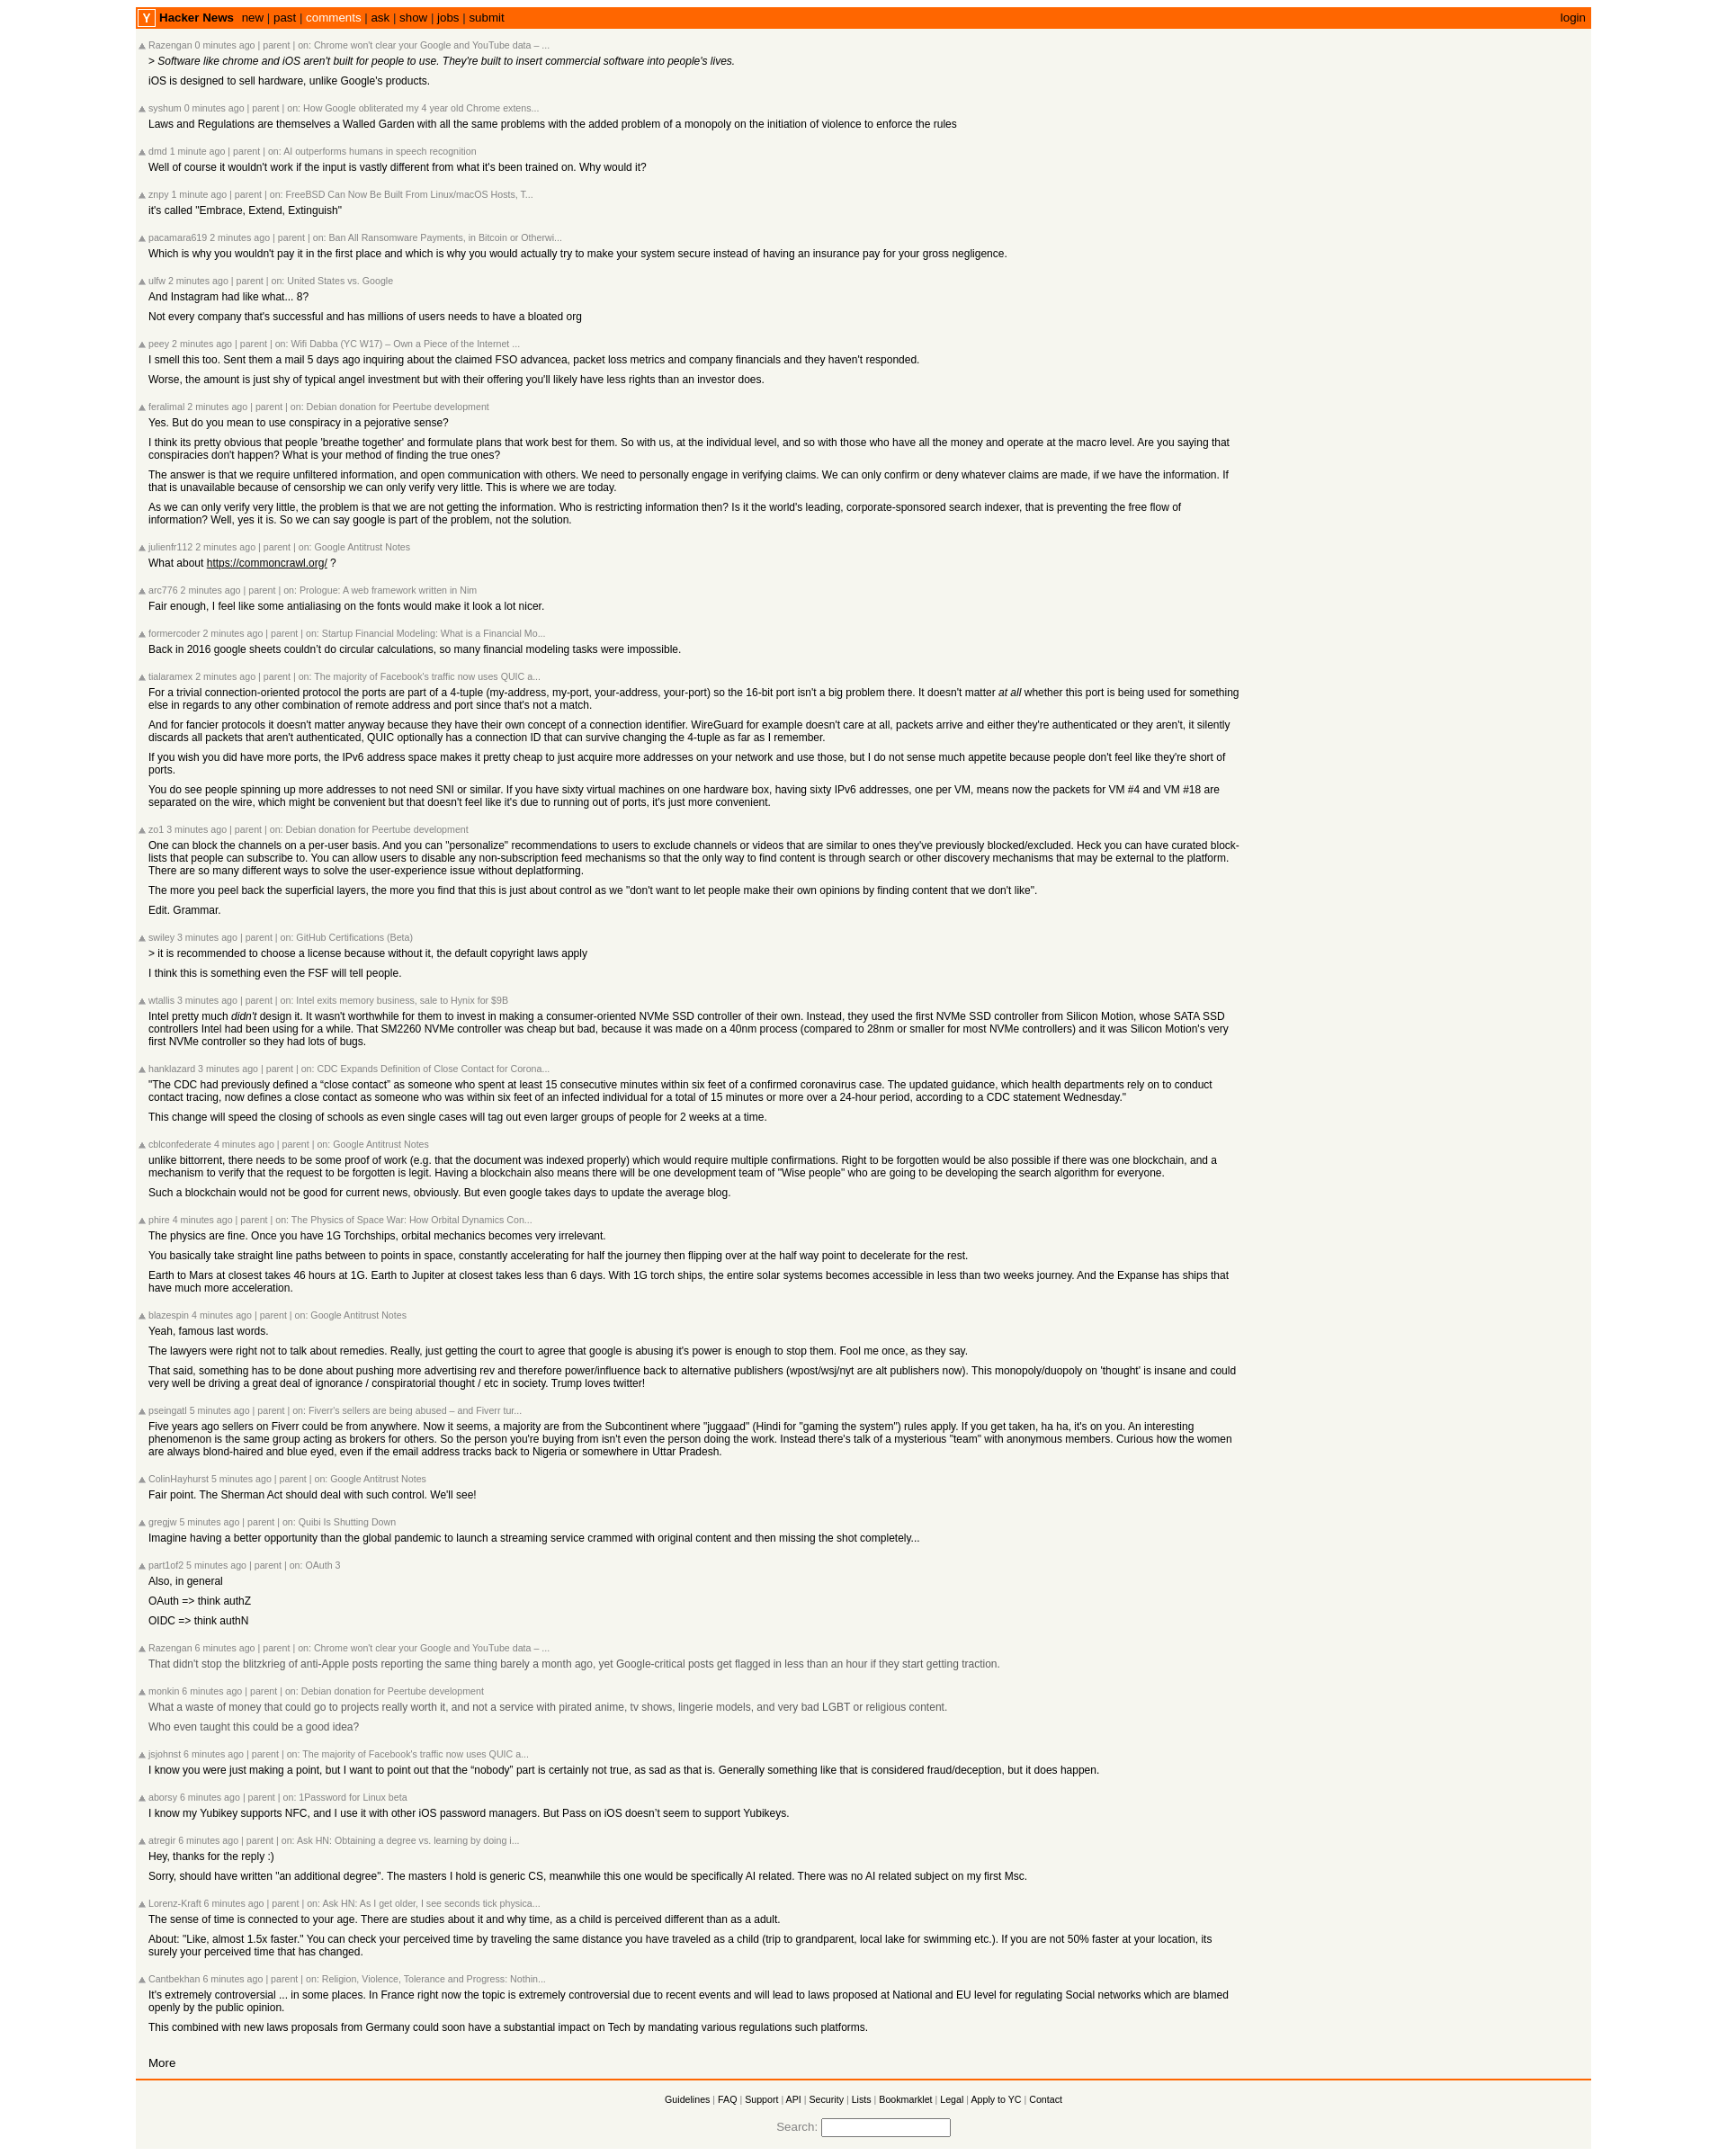 Y Hacker News new | past | comments | ask | show | jobs | submit login
Razengan 0 minutes ago | parent | on: Chrome won't clear your Google and YouTube data – ...
> Software like chrome and iOS aren't built for people to use. They're built to insert commercial software into people's lives.
iOS is designed to sell hardware, unlike Google's products.
syshum 0 minutes ago | parent | on: How Google obliterated my 4 year old Chrome extens...
Laws and Regulations are themselves a Walled Garden with all the same problems with the added problem of a monopoly on the initiation of violence to enforce the rules
dmd 1 minute ago | parent | on: AI outperforms humans in speech recognition
Well of course it wouldn't work if the input is vastly different from what it's been trained on. Why would it?
znpy 1 minute ago | parent | on: FreeBSD Can Now Be Built From Linux/macOS Hosts, T...
it's called "Embrace, Extend, Extinguish"
pacamara619 2 minutes ago | parent | on: Ban All Ransomware Payments, in Bitcoin or Otherwi...
Which is why you wouldn't pay it in the first place and which is why you would actually try to make your system secure instead of having an insurance pay for your gross negligence.
ulfw 2 minutes ago | parent | on: United States vs. Google
And Instagram had like what... 8?
Not every company that's successful and has millions of users needs to have a bloated org
peey 2 minutes ago | parent | on: Wifi Dabba (YC W17) – Own a Piece of the Internet ...
I smell this too. Sent them a mail 5 days ago inquiring about the claimed FSO advancea, packet loss metrics and company financials and they haven't responded.
Worse, the amount is just shy of typical angel investment but with their offering you'll likely have less rights than an investor does.
feralimal 2 minutes ago | parent | on: Debian donation for Peertube development
Yes. But do you mean to use conspiracy in a pejorative sense?
I think its pretty obvious that people 'breathe together' and formulate plans that work best for them. So with us, at the individual level, and so with those who have all the money and operate at the macro level. Are you saying that
conspiracies don't happen? What is your method of finding the true ones?
The answer is that we require unfiltered information, and open communication with others. We need to personally engage in verifying claims. We can only confirm or deny whatever claims are made, if we have the information. If
that is unavailable because of censorship we can only verify very little. This is where we are today.
As we can only verify very little, the problem is that we are not getting the information. Who is restricting information then? Is it the world's leading, corporate-sponsored search indexer, that is preventing the free flow of
information? Well, yes it is. So we can say google is part of the problem, not the solution.
julienfr112 2 minutes ago | parent | on: Google Antitrust Notes
What about https://commoncrawl.org/ ?
arc776 2 minutes ago | parent | on: Prologue: A web framework written in Nim
Fair enough, I feel like some antialiasing on the fonts would make it look a lot nicer.
formercoder 2 minutes ago | parent | on: Startup Financial Modeling: What is a Financial Mo...
Back in 2016 google sheets couldn't do circular calculations, so many financial modeling tasks were impossible.
tialaramex 2 minutes ago | parent | on: The majority of Facebook's traffic now uses QUIC a...
For a trivial connection-oriented protocol the ports are part of a 4-tuple (my-address, my-port, your-address, your-port) so the 16-bit port isn't a big problem there. It doesn't matter at all whether this port is being used for something
else in regards to any other combination of remote address and port since that's not a match.
And for fancier protocols it doesn't matter anyway because they have their own concept of a connection identifier. WireGuard for example doesn't care at all, packets arrive and either they're authenticated or they aren't, it silently
discards all packets that aren't authenticated, QUIC optionally has a connection ID that can survive changing the 4-tuple as far as I remember.
If you wish you did have more ports, the IPv6 address space makes it pretty cheap to just acquire more addresses on your network and use those, but I do not sense much appetite because people don't feel like they're short of
ports.
You do see people spinning up more addresses to not need SNI or similar. If you have sixty virtual machines on one hardware box, having sixty IPv6 addresses, one per VM, means now the packets for VM #4 and VM #18 are
separated on the wire, which might be convenient but that doesn't feel like it's due to running out of ports, it's just more convenient.
zo1 3 minutes ago | parent | on: Debian donation for Peertube development
One can block the channels on a per-user basis. And you can "personalize" recommendations to users to exclude channels or videos that are similar to ones they've previously blocked/excluded. Heck you can have curated block-
lists that people can subscribe to. You can allow users to disable any non-subscription feed mechanisms so that the only way to find content is through search or other discovery mechanisms that may be external to the platform.
There are so many different ways to solve the user-experience issue without deplatforming.
The more you peel back the superficial layers, the more you find that this is just about control as we "don't want to let people make their own opinions by finding content that we don't like".
Edit. Grammar.
swiley 3 minutes ago | parent | on: GitHub Certifications (Beta)
> it is recommended to choose a license because without it, the default copyright laws apply
I think this is something even the FSF will tell people.
wtallis 3 minutes ago | parent | on: Intel exits memory business, sale to Hynix for $9B
Intel pretty much didn't design it. It wasn't worthwhile for them to invest in making a consumer-oriented NVMe SSD controller of their own. Instead, they used the first NVMe SSD controller from Silicon Motion, whose SATA SSD
controllers Intel had been using for a while. That SM2260 NVMe controller was cheap but bad, because it was made on a 40nm process (compared to 28nm or smaller for most NVMe controllers) and it was Silicon Motion's very
first NVMe controller so they had lots of bugs.
hanklazard 3 minutes ago | parent | on: CDC Expands Definition of Close Contact for Corona...
"The CDC had previously defined a “close contact” as someone who spent at least 15 consecutive minutes within six feet of a confirmed coronavirus case. The updated guidance, which health departments rely on to conduct
contact tracing, now defines a close contact as someone who was within six feet of an infected individual for a total of 15 minutes or more over a 24-hour period, according to a CDC statement Wednesday."
This change will speed the closing of schools as even single cases will tag out even larger groups of people for 2 weeks at a time.
cblconfederate 4 minutes ago | parent | on: Google Antitrust Notes
unlike bittorrent, there needs to be some proof of work (e.g. that the document was indexed properly) which would require multiple confirmations. Right to be forgotten would be also possible if there was one blockchain, and a
mechanism to verify that the request to be forgotten is legit. Having a blockchain also means there will be one development team of "Wise people" who are going to be developing the search algorithm for everyone.
Such a blockchain would not be good for current news, obviously. But even google takes days to update the average blog.
phire 4 minutes ago | parent | on: The Physics of Space War: How Orbital Dynamics Con...
The physics are fine. Once you have 1G Torchships, orbital mechanics becomes very irrelevant.
You basically take straight line paths between to points in space, constantly accelerating for half the journey then flipping over at the half way point to decelerate for the rest.
Earth to Mars at closest takes 46 hours at 1G. Earth to Jupiter at closest takes less than 6 days. With 1G torch ships, the entire solar systems becomes accessible in less than two weeks journey. And the Expanse has ships that
have much more acceleration.
blazespin 4 minutes ago | parent | on: Google Antitrust Notes
Yeah, famous last words.
The lawyers were right not to talk about remedies. Really, just getting the court to agree that google is abusing it's power is enough to stop them. Fool me once, as they say.
That said, something has to be done about pushing more advertising rev and therefore power/influence back to alternative publishers (wpost/wsj/nyt are alt publishers now). This monopoly/duopoly on 'thought' is insane and could
very well be driving a great deal of ignorance / conspiratorial thought / etc in society. Trump loves twitter!
pseingatl 5 minutes ago | parent | on: Fiverr's sellers are being abused – and Fiverr tur...
Five years ago sellers on Fiverr could be from anywhere. Now it seems, a majority are from the Subcontinent where "juggaad" (Hindi for "gaming the system") rules apply. If you get taken, ha ha, it's on you. An interesting
phenomenon is the same group acting as brokers for others. So the person you're buying from isn't even the person doing the work. Instead there's talk of a mysterious "team" with anonymous members. Curious how the women
are always blond-haired and blue eyed, even if the email address tracks back to Nigeria or somewhere in Uttar Pradesh.
ColinHayhurst 5 minutes ago | parent | on: Google Antitrust Notes
Fair point. The Sherman Act should deal with such control. We'll see!
gregjw 5 minutes ago | parent | on: Quibi Is Shutting Down
Imagine having a better opportunity than the global pandemic to launch a streaming service crammed with original content and then missing the shot completely...
part1of2 5 minutes ago | parent | on: OAuth 3
Also, in general
OAuth => think authZ
OIDC => think authN
Razengan 6 minutes ago | parent | on: Chrome won't clear your Google and YouTube data – ...
That didn't stop the blitzkrieg of anti-Apple posts reporting the same thing barely a month ago, yet Google-critical posts get flagged in less than an hour if they start getting traction.
monkin 6 minutes ago | parent | on: Debian donation for Peertube development
What a waste of money that could go to projects really worth it, and not a service with pirated anime, tv shows, lingerie models, and very bad LGBT or religious content.
Who even taught this could be a good idea?
jsjohnst 6 minutes ago | parent | on: The majority of Facebook's traffic now uses QUIC a...
I know you were just making a point, but I want to point out that the “nobody” part is certainly not true, as sad as that is. Generally something like that is considered fraud/deception, but it does happen.
aborsy 6 minutes ago | parent | on: 1Password for Linux beta
I know my Yubikey supports NFC, and I use it with other iOS password managers. But Pass on iOS doesn’t seem to support Yubikeys.
atregir 6 minutes ago | parent | on: Ask HN: Obtaining a degree vs. learning by doing i...
Hey, thanks for the reply :)
Sorry, should have written "an additional degree". The masters I hold is generic CS, meanwhile this one would be specifically AI related. There was no AI related subject on my first Msc.
Lorenz-Kraft 6 minutes ago | parent | on: Ask HN: As I get older, I see seconds tick physica...
The sense of time is connected to your age. There are studies about it and why time, as a child is perceived different than as a adult.
About: "Like, almost 1.5x faster." You can check your perceived time by traveling the same distance you have traveled as a child (trip to grandparent, local lake for swimming etc.). If you are not 50% faster at your location, its
surely your perceived time that has changed.
Cantbekhan 6 minutes ago | parent | on: Religion, Violence, Tolerance and Progress: Nothin...
It's extremely controversial ... in some places. In France right now the topic is extremely controversial due to recent events and will lead to laws proposed at National and EU level for regulating Social networks which are blamed
openly by the public opinion.
This combined with new laws proposals from Germany could soon have a substantial impact on Tech by mandating various regulations such platforms.
More
Guidelines | FAQ | Support | API | Security | Lists | Bookmarklet | Legal | Apply to YC | Contact
Search: